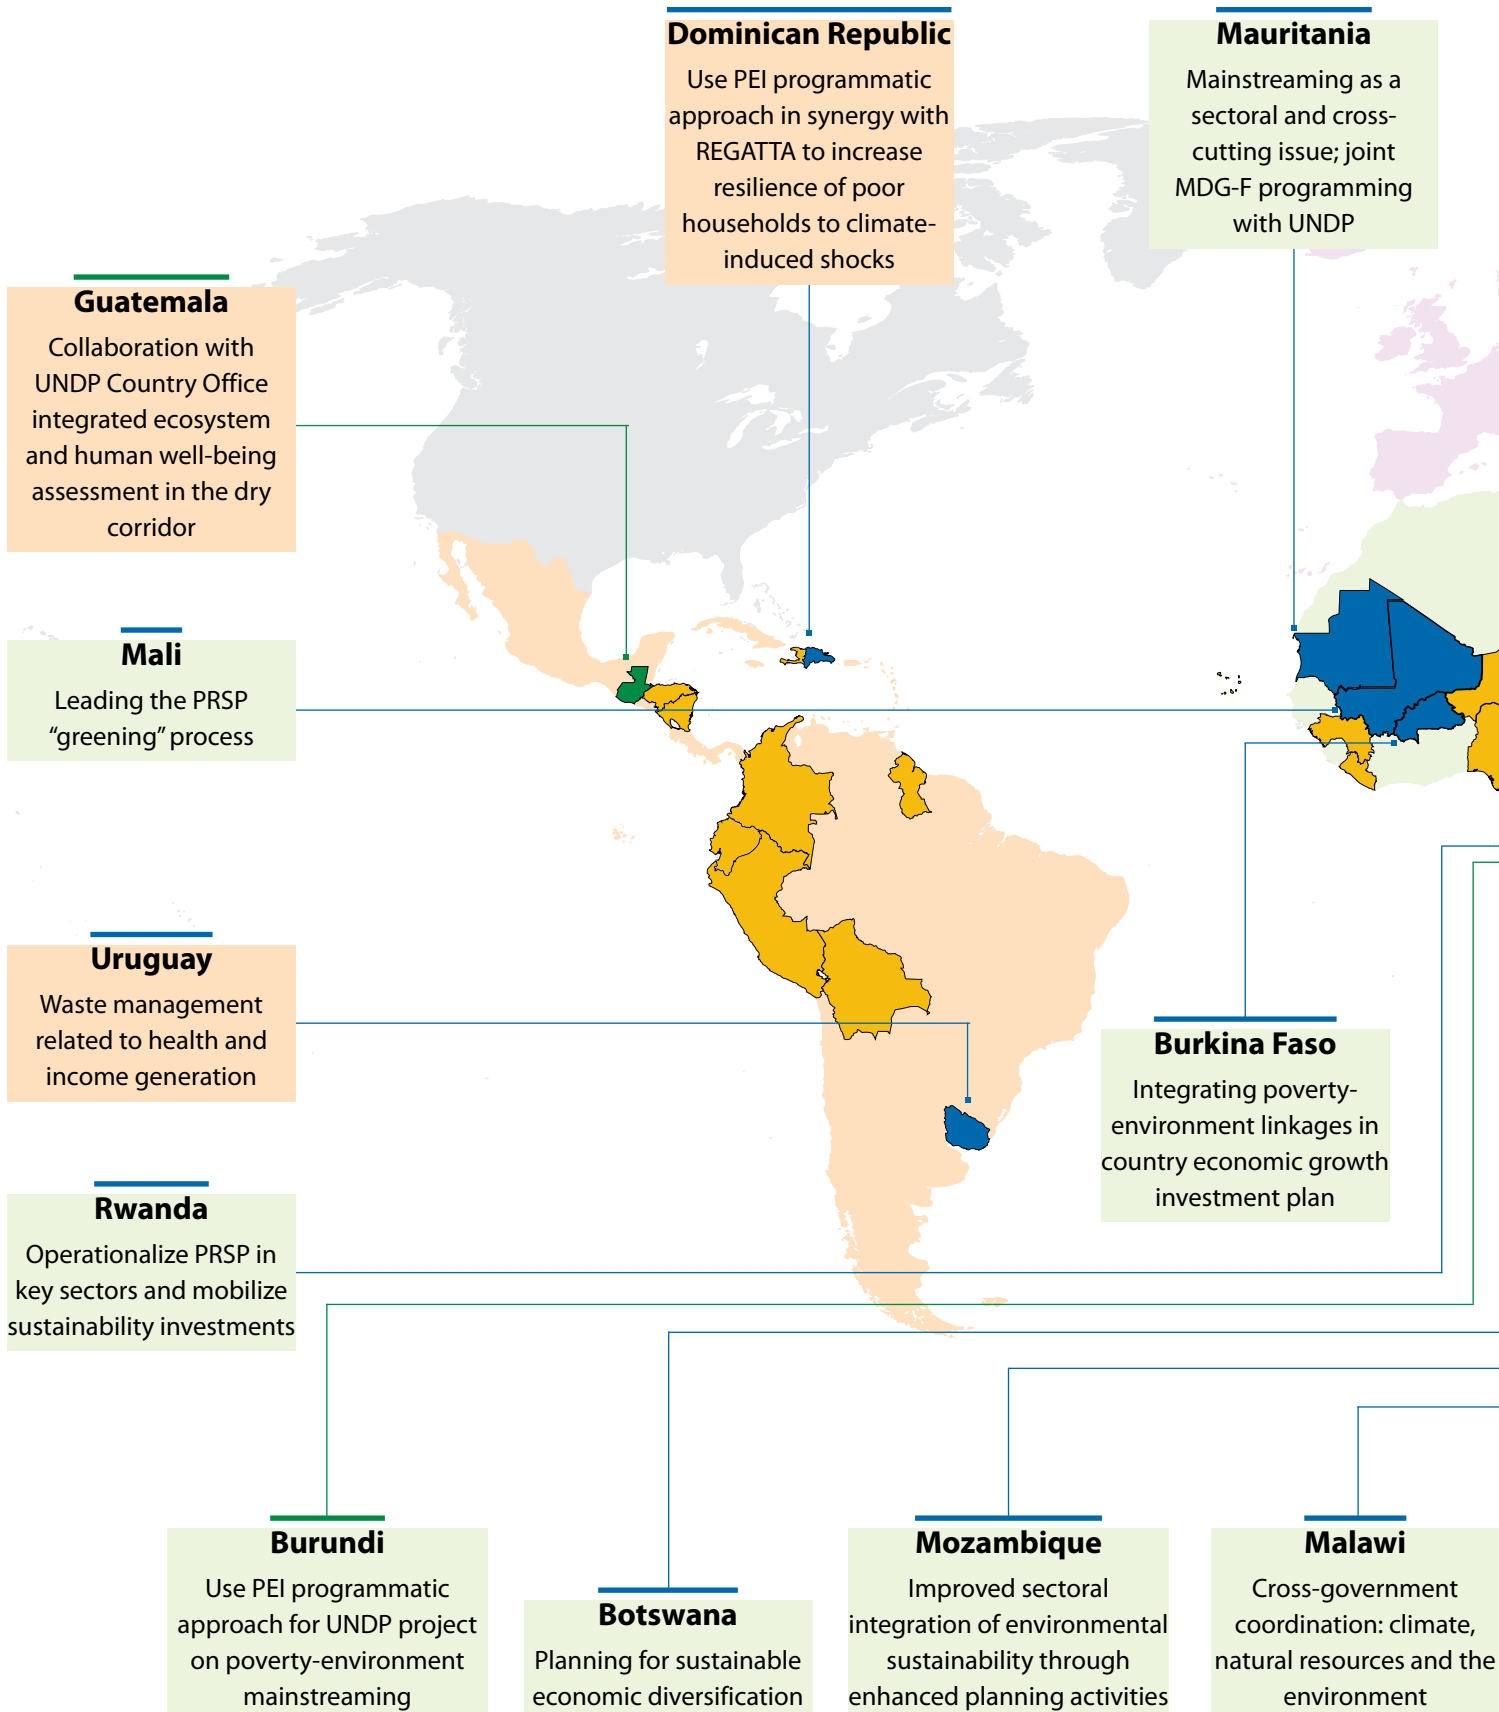 Dominican Republic
Use PEI programmatic
approach in synergy with
REGATTA to increase
resilience of poor
households to climate-
induced shocks
Mauritania
Mainstreaming as a
sectoral and cross-
cutting issue; joint
MDG-F programming
with UNDP
Guatemala
Collaboration with
UNDP Country Office
integrated ecosystem
and human well-being
assessment in the dry
corridor
Mali
Leading the PRSP
“greening” process
Uruguay
Waste management
related to health and
income generation
Burkina Faso
Integrating poverty-
environment linkages in
country economic growth
investment plan
Rwanda
Operationalize PRSP in
key sectors and mobilize
sustainability investments
Burundi
Use PEI programmatic
approach for UNDP project
on poverty-environment
mainstreaming
Botswana
Planning for sustainable
economic diversification
Mozambique
Improved sectoral
integration of environmental
sustainability through
enhanced planning activities
Malawi
Cross-government
coordination: climate,
natural resources and the
environment